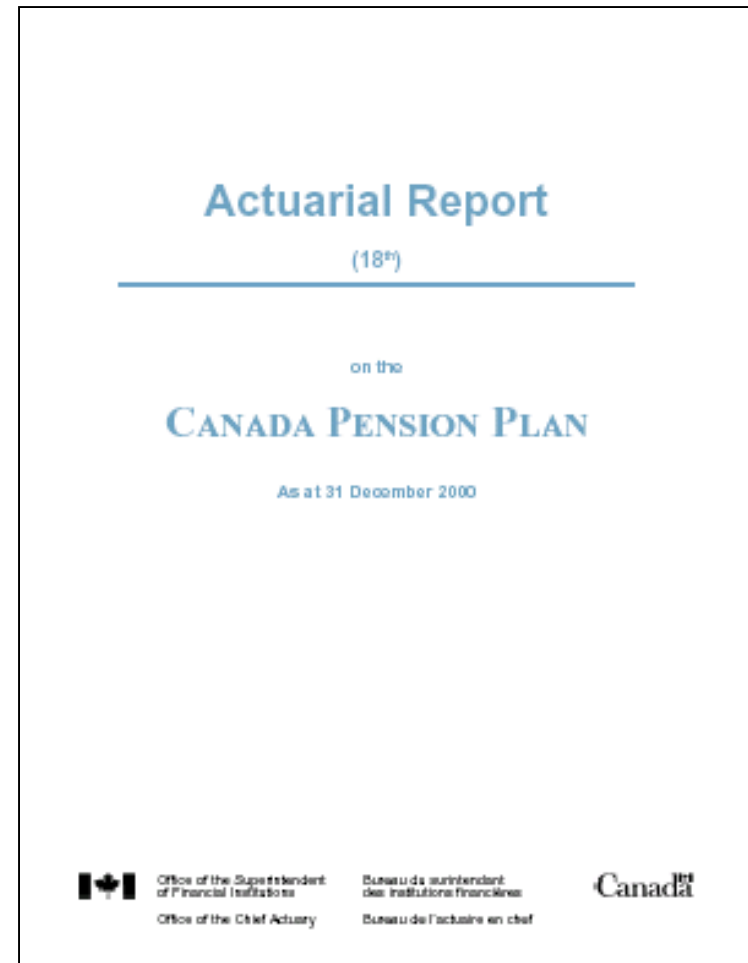 Actuarial Report
(18th)
on the
CANADA PENSION PLAN
As at 31 December 2000
Office of the Superintendent
of Financial Institutions
Office of the Chief Actuary
Bureau du surintendant
des institutions financières
Bureau de l'actuaire en chef
Canada